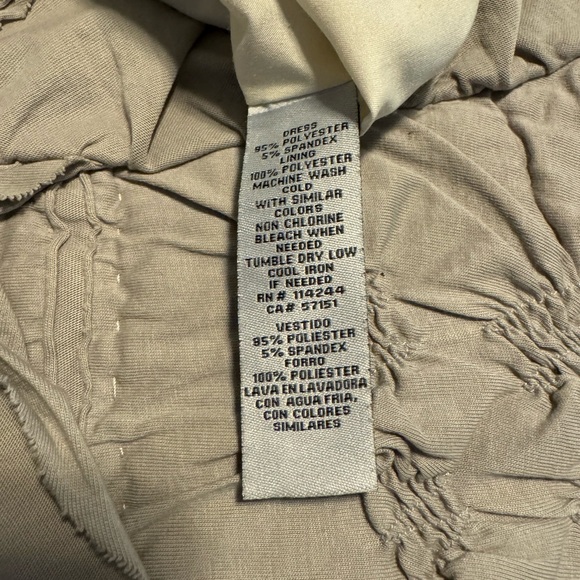 DRESS
95% POLYESTER
5% SPANDEX
LINING
100% POLYESTER
MACHINE WASH
COLD
WITH SIMILAR
COLORS
NON CHLORINE
BLEACH WHEN
NEEDED
TUMBLE DRY LOW
COOL IRON
IF NEEDED
RN# 114244
CA# 57151
VESTIDO
95% POLIESTER
5% SPANDEX
FORRO
100% POLIESTER
LAVA EN LAVADORA
CON AGUA FRIA,
CON COLORES
SIMILARES